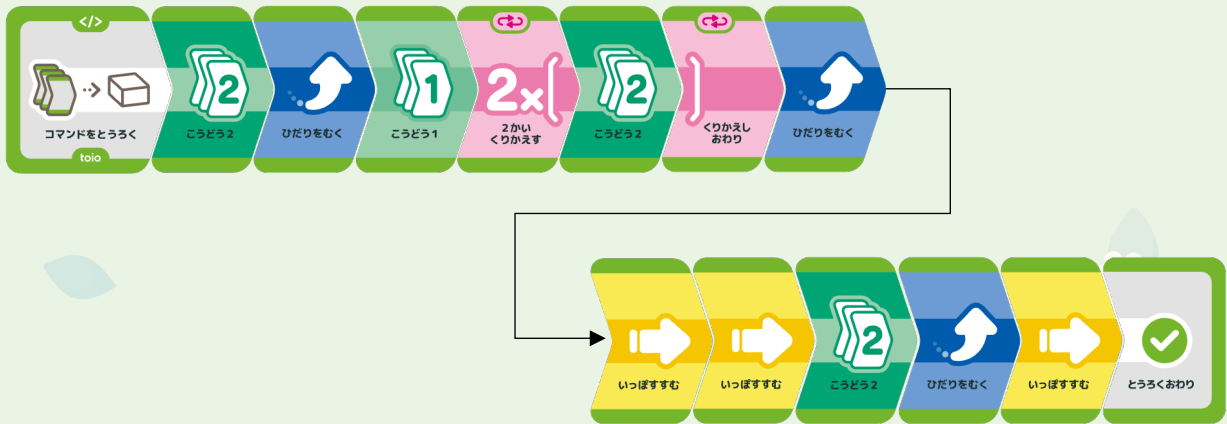 </>
コマンドをとうろく
toio
2
こうどう2
ひだりをむく
1
こうどう1
2x
2かい
くりかえす
2
こうどう2
くりかえし
おわり
ひだりをむく
いっぽすすむ
いっぽすすむ
2
こうどう2
ひだりをむく
いっぽすすむ
とうろくおわり